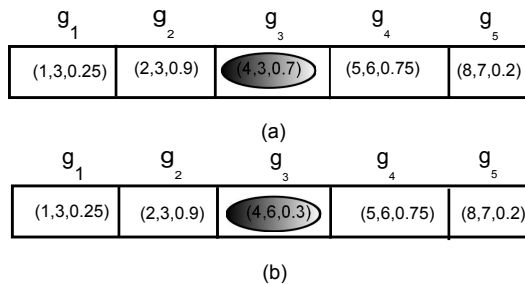 g1 g2 g3 g4 g5
(1,3,0.25) (2,3,0.9) (4,3,0.7) (5,6,0.75) (8,7,0.2)
(a)
g1 g2 g3 g4 g5
(1,3,0.25) (2,3,0.9) (4,6,0.3) (5,6,0.75) (8,7,0.2)
(b)